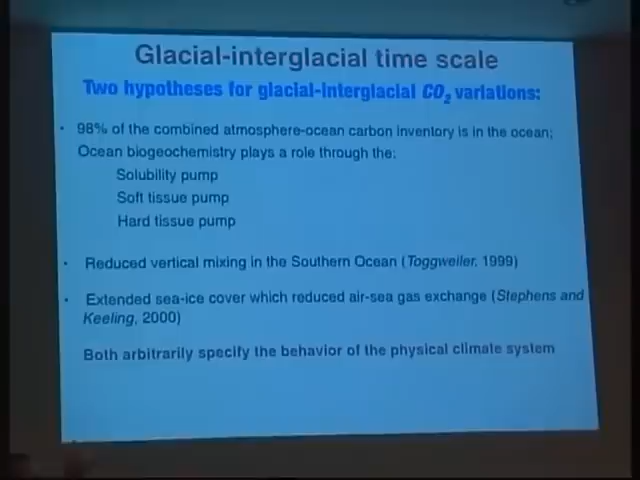 Glacial-interglacial time scale
Two hypotheses for glacial-interglacial CO2 variations:
• 98% of the combined atmosphere-ocean carbon inventory is in the ocean;
Ocean biogeochemistry plays a role through the:
Solubility pump
Soft tissue pump
Hard tissue pump
• Reduced vertical mixing in the Southern Ocean (Toggweiler, 1999)
• Extended sea-ice cover which reduced air-sea gas exchange (Stephens and
Keeling, 2000)
Both arbitrarily specify the behavior of the physical climate system